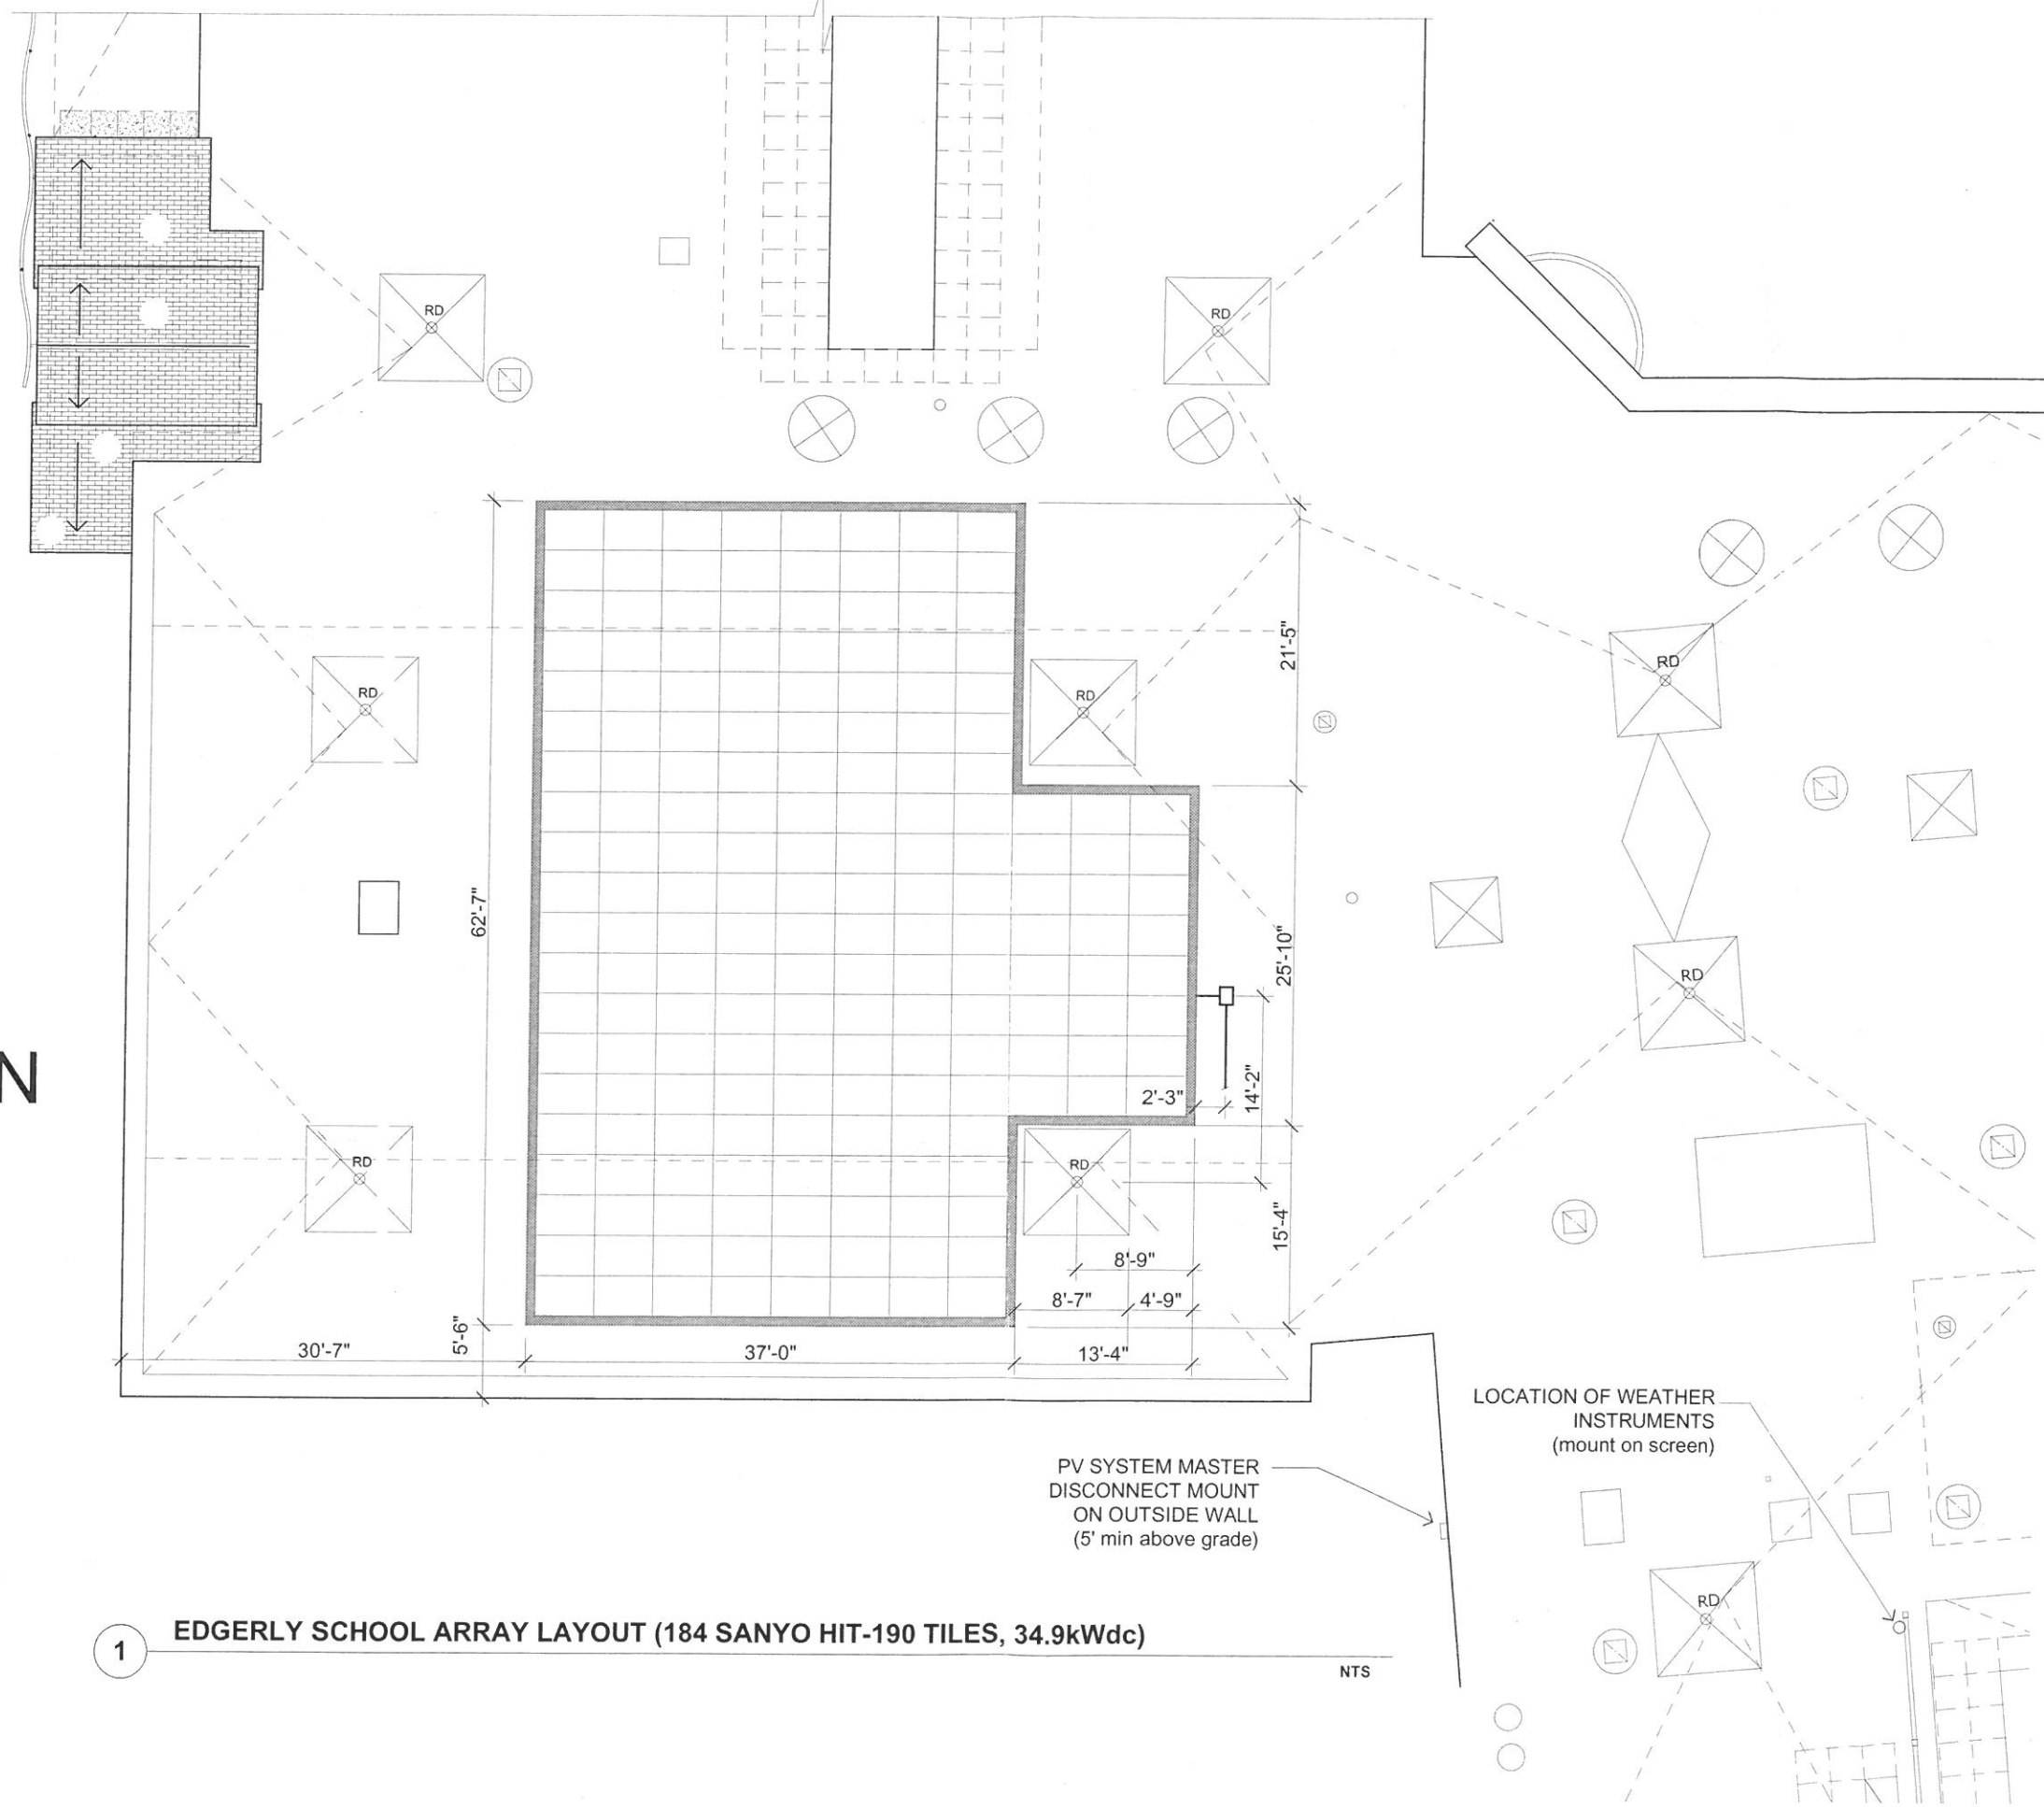 RD
RD
21'-5"
RD
RD
RD
62'-7"
25'-10"
RD
14'-2"
2'-3"
N
RD
RD
15'-4"
8'-9"
8'-7"
4'-9"
5'-6"
30'-7"
37'-0"
13'-4"
LOCATION OF WEATHER
INSTRUMENTS
(mount on screen)
PV SYSTEM MASTER
DISCONNECT MOUNT
ON OUTSIDE WALL
(5' min above grade)
RD
1
EDGERLY SCHOOL ARRAY LAYOUT (184 SANYO HIT-190 TILES, 34.9kWdc)
NTS